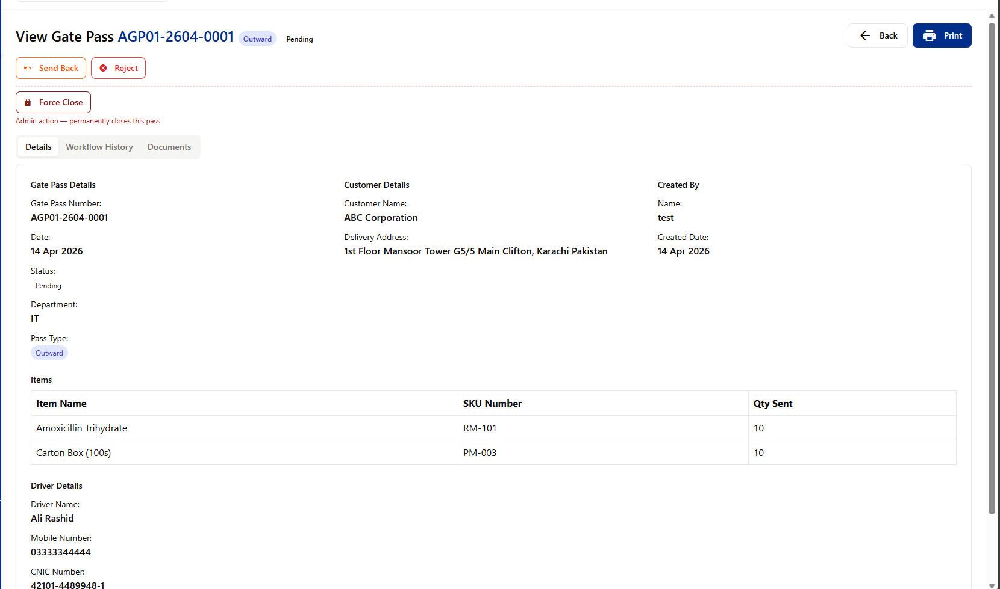 View Gate Pass AGP01-2604-0001 Outward Pending
Back
Print
Send Back
Reject
Force Close
Admin action — permanently closes this pass
Details
Workflow History
Documents
Gate Pass Details
Gate Pass Number:
AGP01-2604-0001
Date:
14 Apr 2026
Status:
Pending
Department:
IT
Pass Type:
Outward
Customer Details
Customer Name:
ABC Corporation
Delivery Address:
1st Floor Mansoor Tower G5/5 Main Clifton, Karachi Pakistan
Created By
Name:
test
Created Date:
14 Apr 2026
Items
Item Name SKU Number Qty Sent
Amoxicillin Trihydrate RM-101 10
Carton Box (100s) PM-003 10
Driver Details
Driver Name:
Ali Rashid
Mobile Number:
03333344444
CNIC Number:
42101-4489948-1